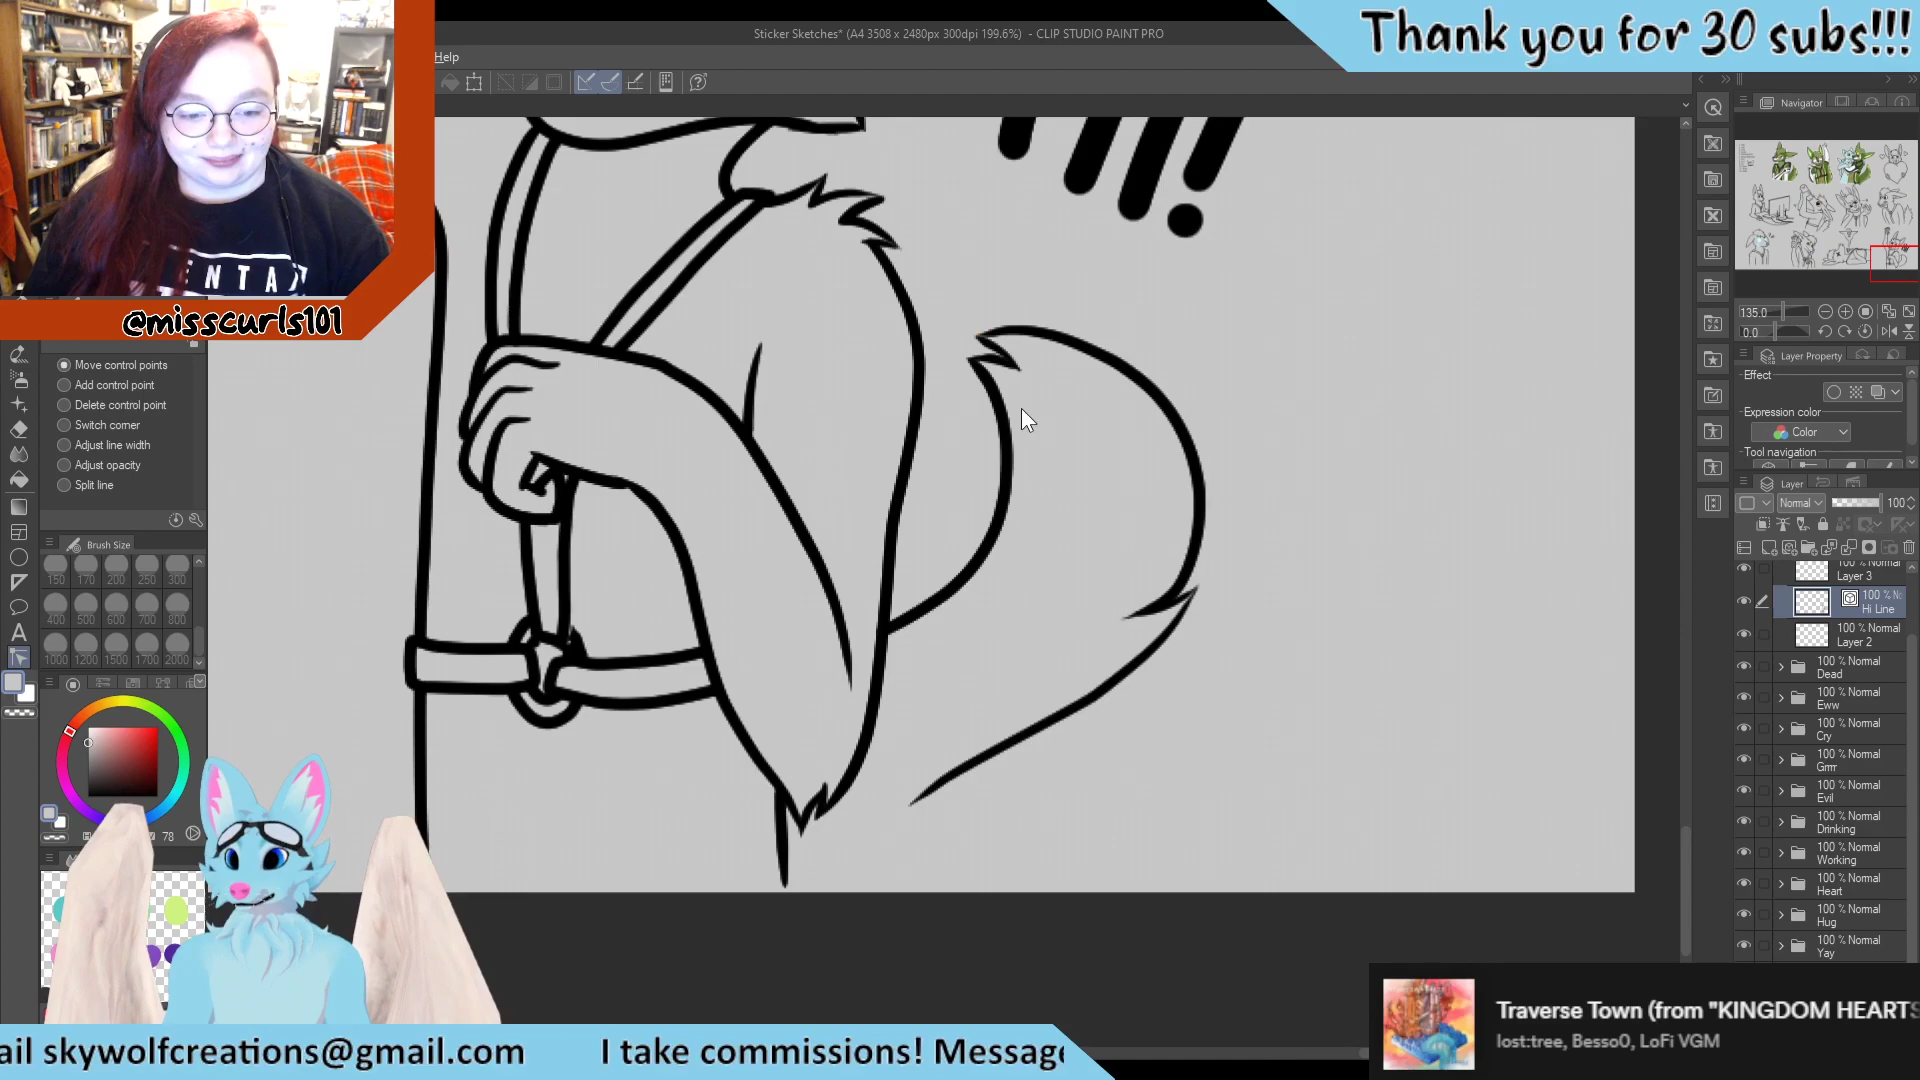 Sticker Sketches* (A4 3508 x 2480px 300dpi 199.6%) - CLIP STUDIO PAINT PRO
Thank you for 30 subs!!!
Help
Navigator
135.0
0.0
Layer Property
Effect
Expression color
Color
Tool navigation
@misscurls101
Move control points
Add control point
Delete control point
Switch corner
Adjust line width
Adjust opacity
Split line
Brush Size
150 170 200 250 300
400 500 600 700 800
1000 1200 1500 1700 2000
78
Layer
Normal 100
100 % Normal
Layer 3
Hi Line
100 % Normal
Layer 2
100 % Normal
Dead
100 % Normal
Eww
100 % Normal
Cry
100 % Normal
Grrr
100 % Normal
Evil
100 % Normal
Drinking
100 % Normal
Working
100 % Normal
Heart
100 % Normal
Hug
100 % Normal
Yay
Traverse Town (from "KINGDOM HEARTS
lost:tree, Besso0, LoFi VGM
ail skywolfcreations@gmail.com
I take commissions! Message